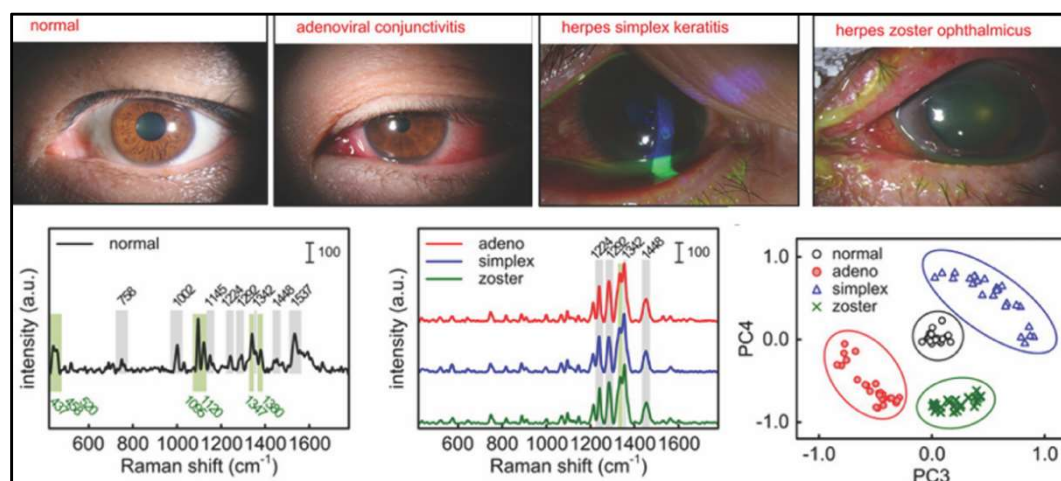 normal
adenoviral conjunctivitis
herpes simplex keratitis
herpes zoster ophthalmicus
normal
100
758
1002
1145
1224
1292
1342
1448
1537
1095
1120
1347
1380
intensity (a.u.)
600 800 1000 1200 1400 1600
Raman shift (cm⁻¹)
adeno
simplex
zoster
100
1224
1292
1342
1448
intensity (a.u.)
600 800 1000 1200 1400 1600
Raman shift (cm⁻¹)
normal
adeno
simplex
zoster
1.0
0.0
-1.0
PC4
-1.0 0.0 1.0
PC3